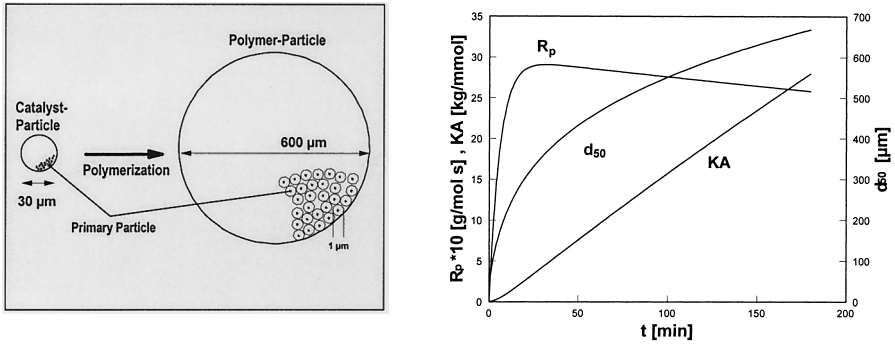 Polymer-Particle
Catalyst-
Particle
600 µm
Polymerization
30 µm
Primary Particle
1 µm
35
30
25
20
15
10
5
0
Rp*10 [g/mol s] , KA [kg/mmol]
Rp
d50
KA
700
600
500
400
300
200
100
0
d50 [µm]
0
50
100
150
200
t [min]